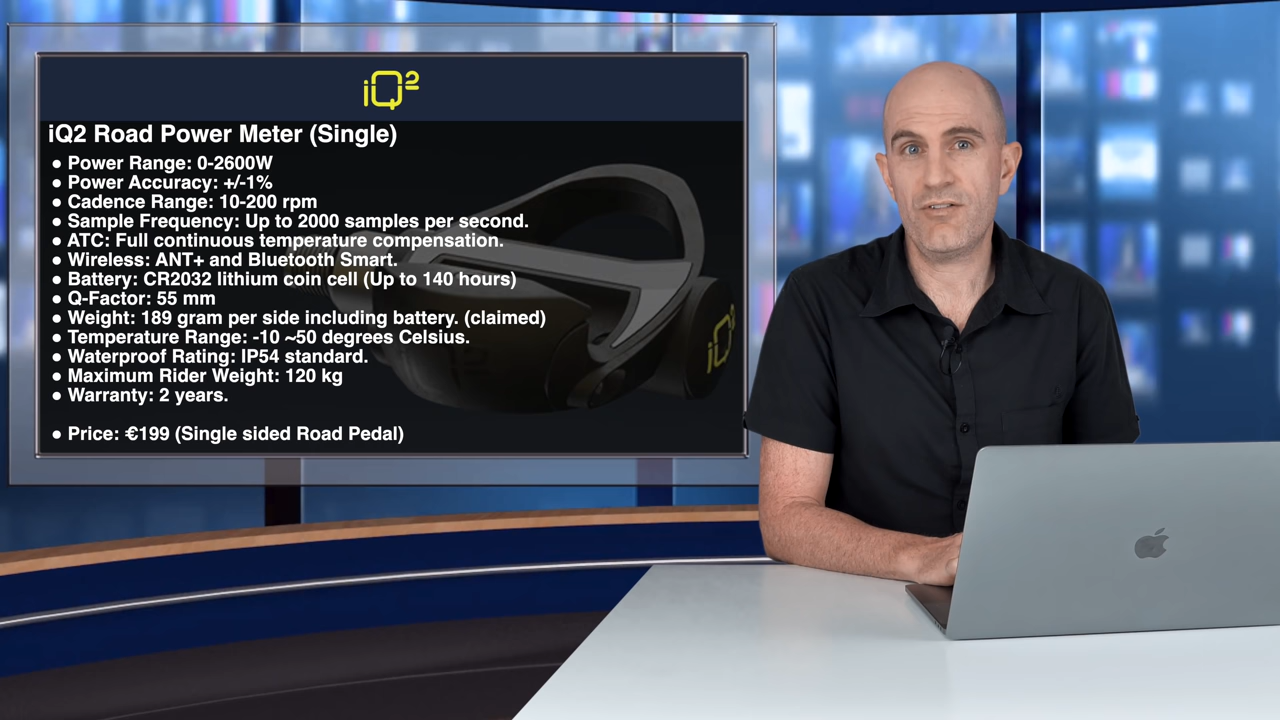 iQ2
iQ2 Road Power Meter (Single)
● Power Range: 0-2600W
● Power Accuracy: +/-1%
● Cadence Range: 10-200 rpm
● Sample Frequency: Up to 2000 samples per second.
● ATC: Full continuous temperature compensation.
● Wireless: ANT+ and Bluetooth Smart.
● Battery: CR2032 lithium coin cell (Up to 140 hours)
● Q-Factor: 55 mm
● Weight: 189 gram per side including battery. (claimed)
● Temperature Range: -10 ~50 degrees Celsius.
● Waterproof Rating: IP54 standard.
● Maximum Rider Weight: 120 kg
● Warranty: 2 years.
● Price: €199 (Single sided Road Pedal)
iQ2